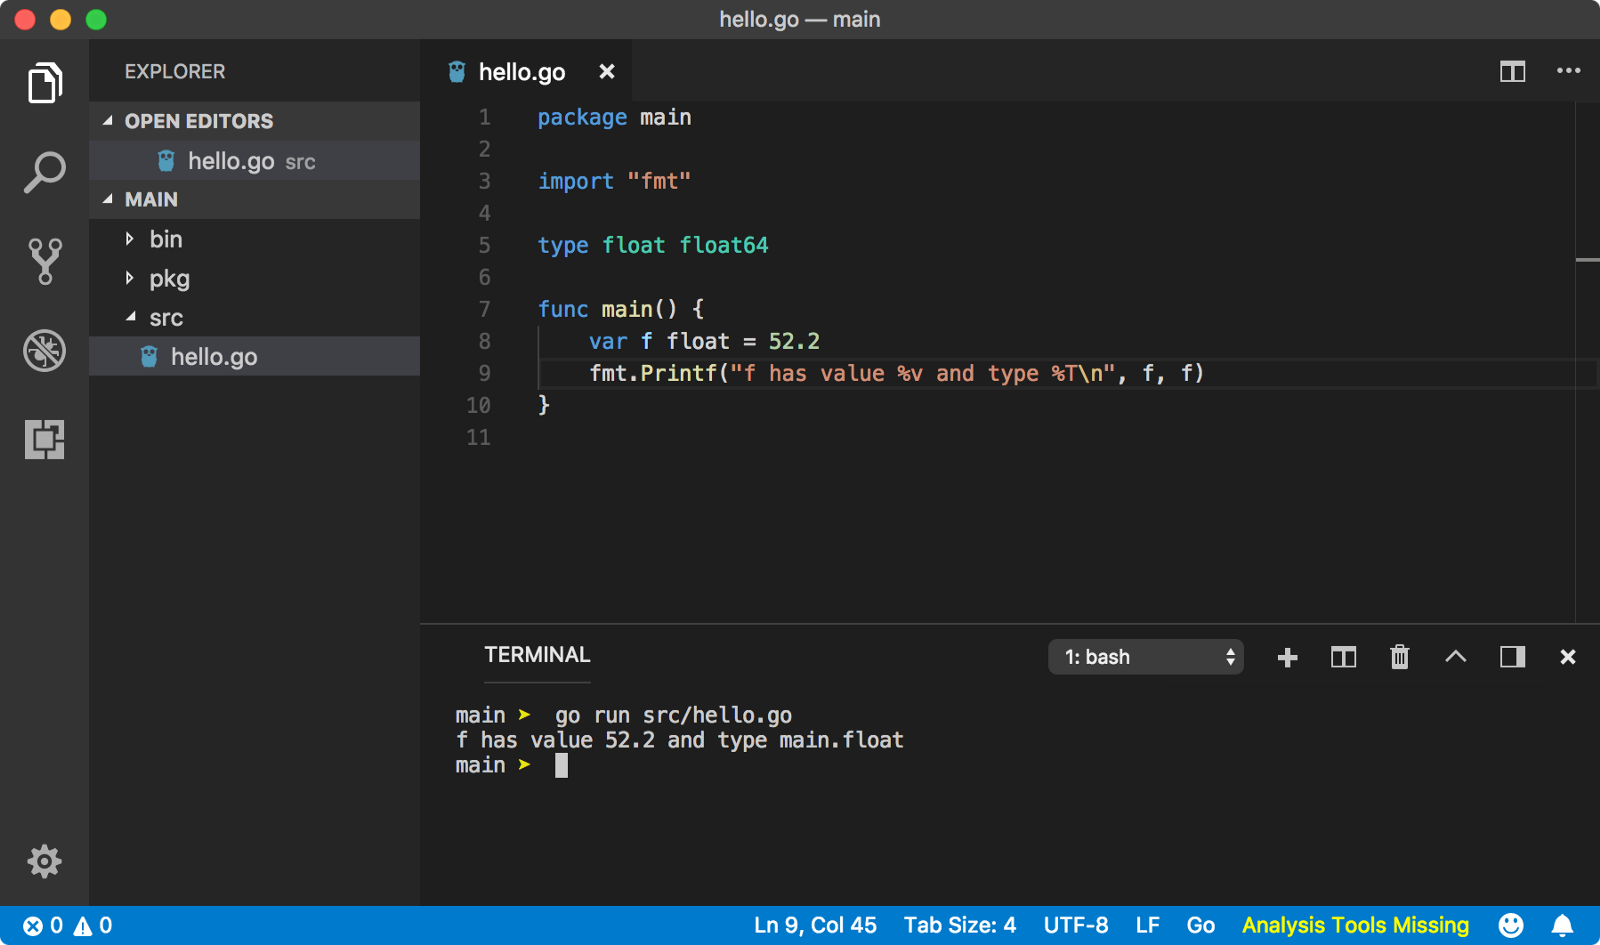 hello.go — main
EXPLORER
OPEN EDITORS
hello.go src
MAIN
bin
pkg
src
hello.go
hello.go
1 package main
2
3 import "fmt"
4
5 type float float64
6
7 func main() {
8 var f float = 52.2
9 fmt.Printf("f has value %v and type %T\n", f, f)
10 }
11
TERMINAL
1: bash
main ➤ go run src/hello.go
f has value 52.2 and type main.float
main ➤
0 0
Ln 9, Col 45 Tab Size: 4 UTF-8 LF Go Analysis Tools Missing